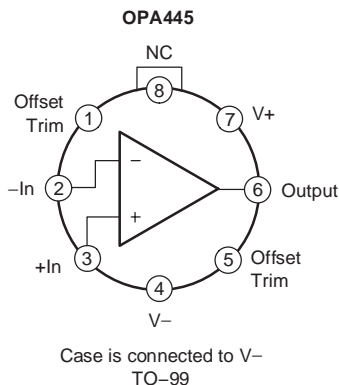 OPA445
NC
8
Offset
Trim
1
7
V+
−In
2
−
6
Output
+
+In
3
5
Offset
Trim
4
V−
Case is connected to V−
TO−99